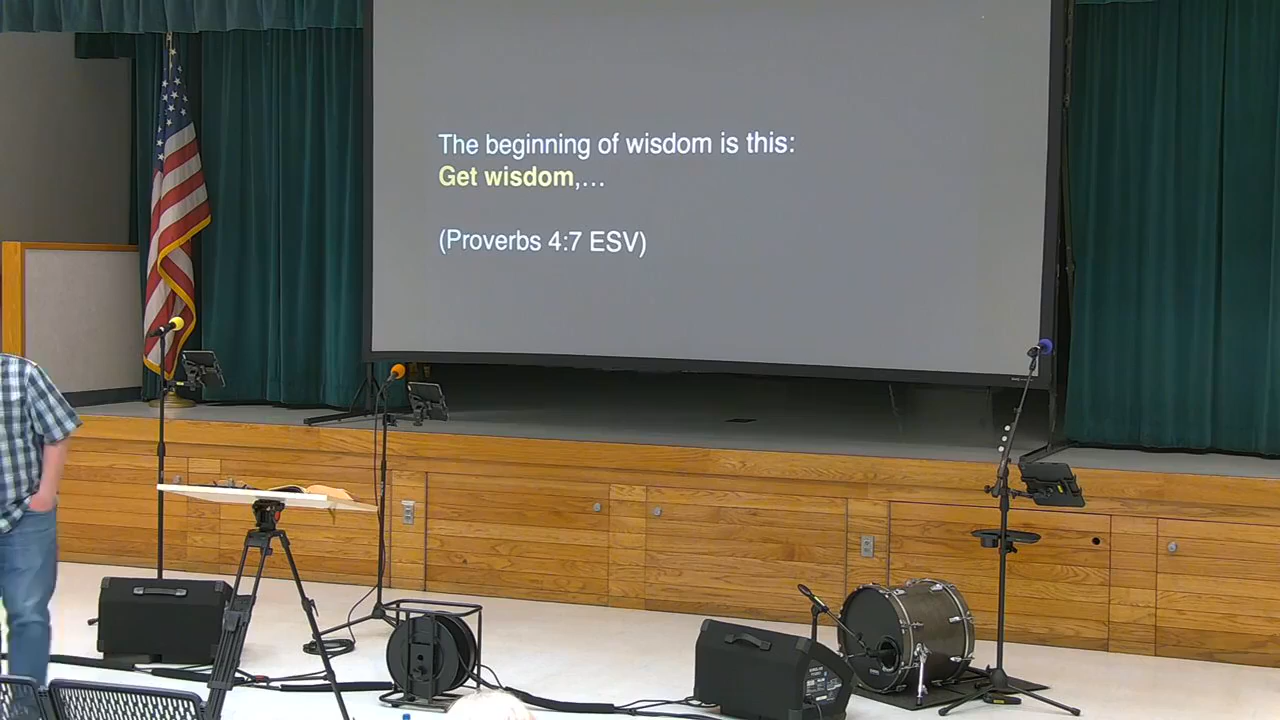 The beginning of wisdom is this:
Get wisdom,…
(Proverbs 4:7 ESV)